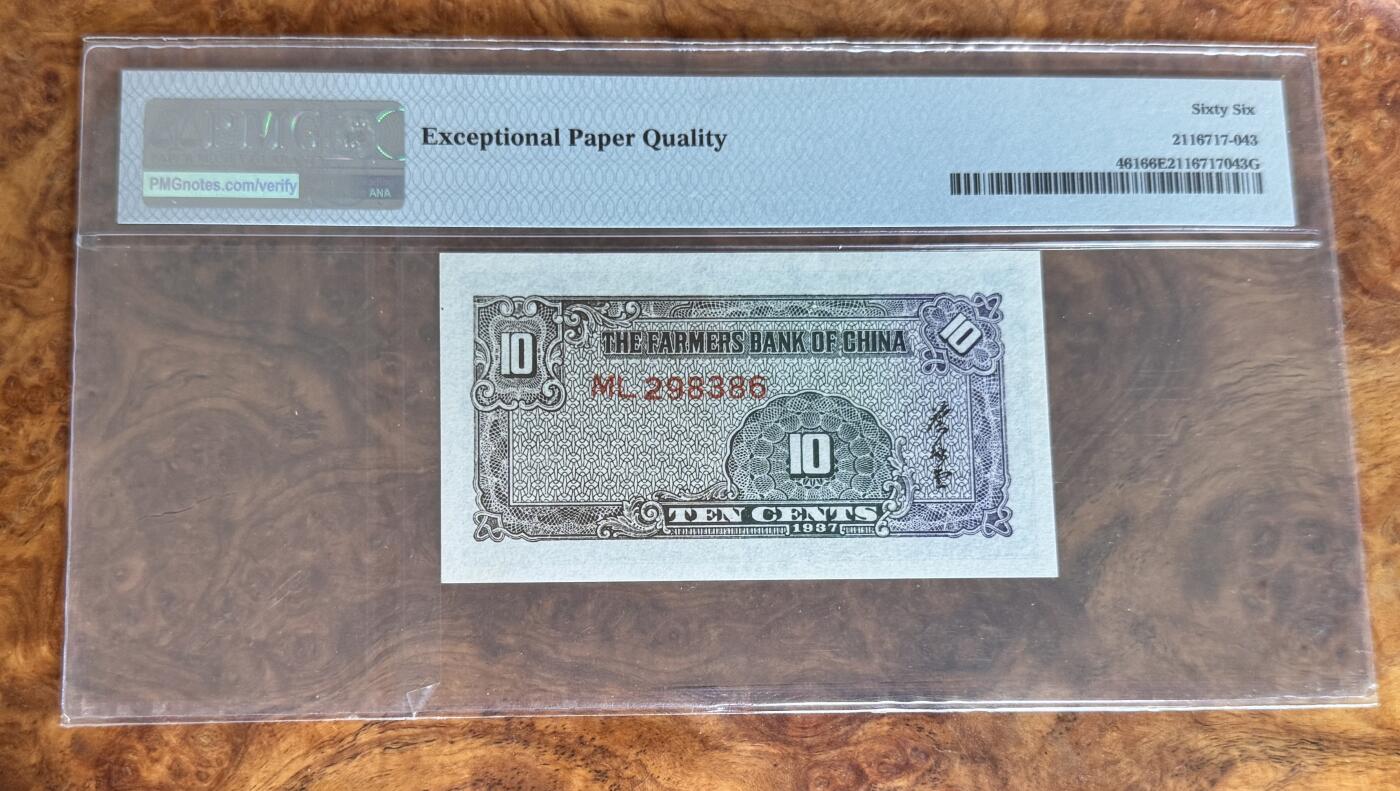 PMG
PMGnotes.com/verify
ANA
Exceptional Paper Quality
Sixty Six
2116717-043
46166E2116717043G
10
10
THE FARMERS BANK OF CHINA
ML 298386
10
TEN CENTS
1937